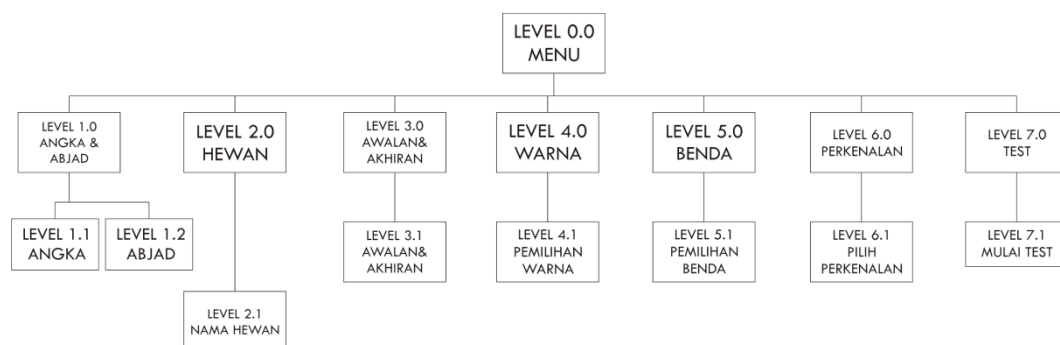 LEVEL 0.0
MENU
LEVEL 1.0
ANGKA &
ABJAD
LEVEL 2.0
HEWAN
LEVEL 3.0
AWALAN&
AKHIRAN
LEVEL 4.0
WARNA
LEVEL 5.0
BENDA
LEVEL 6.0
PERKENALAN
LEVEL 7.0
TEST
LEVEL 1.1
ANGKA
LEVEL 1.2
ABJAD
LEVEL 3.1
AWALAN&
AKHIRAN
LEVEL 4.1
PEMILIHAN
WARNA
LEVEL 5.1
PEMILIHAN
BENDA
LEVEL 6.1
PILIH
PERKENALAN
LEVEL 7.1
MULAI TEST
LEVEL 2.1
NAMA HEWAN